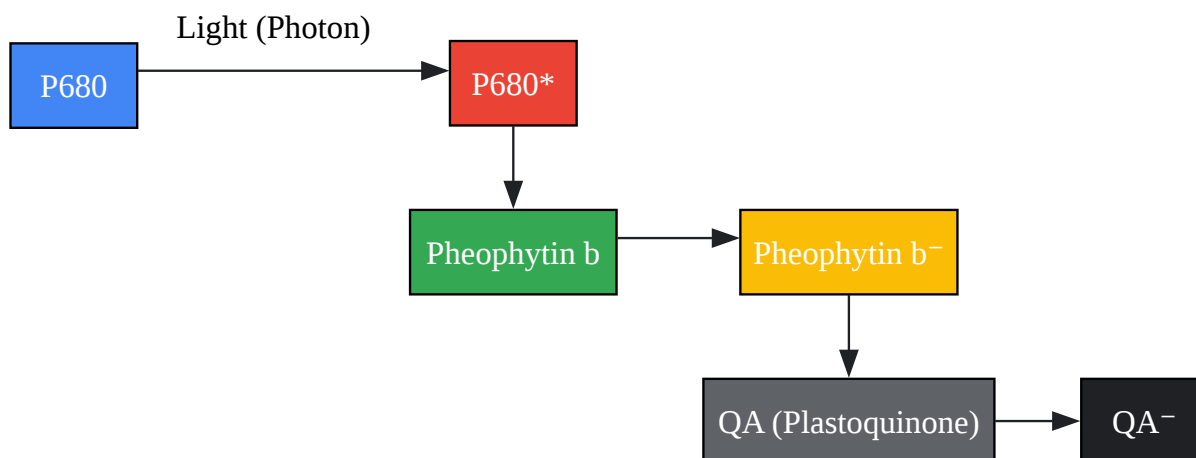 Light (Photon)
P680
P680*
Pheophytin b
Pheophytin b⁻
QA (Plastoquinone)
QA⁻